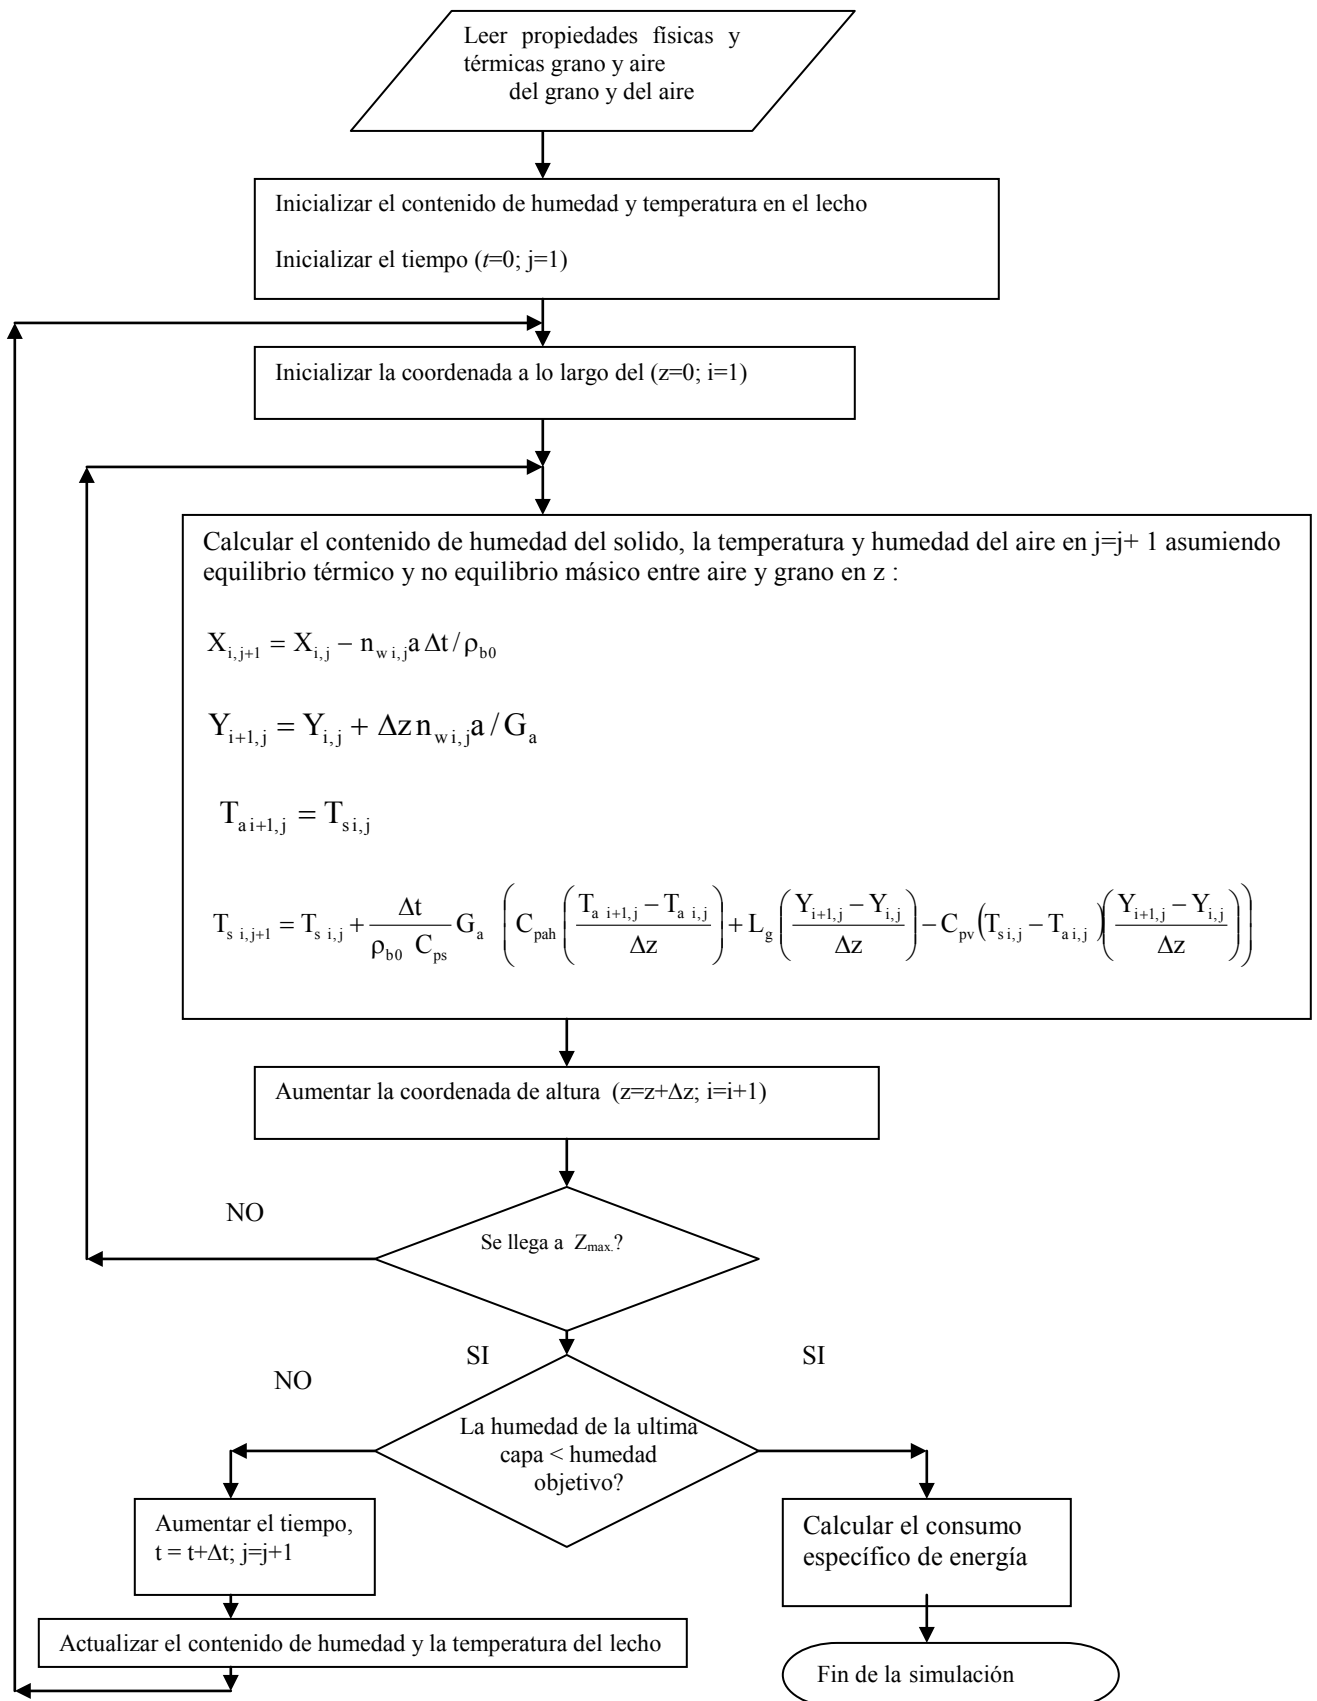 Leer propiedades físicas y
térmicas grano y aire
del grano y del aire
Inicializar el contenido de humedad y temperatura en el lecho
Inicializar el tiempo (t=0; j=1)
Inicializar la coordenada a lo largo del (z=0; i=1)
Calcular el contenido de humedad del solido, la temperatura y humedad del aire en j=j+ 1 asumiendo
equilibrio térmico y no equilibrio másico entre aire y grano en z :
X_{i,j+1} = X_{i,j} − n_{w i,j} a Δt / ρ_{b0}
Y_{i+1,j} = Y_{i,j} + Δz n_{w i,j} a / G_a
T_{a i+1,j} = T_{s i,j}
T_{s i,j+1} = T_{s i,j} + \frac{Δt}{ρ_{b0} C_{ps}} G_a ( C_{pah} ( \frac{T_{a i+1,j} − T_{a i,j}}{Δz} ) + L_g ( \frac{Y_{i+1,j} − Y_{i,j}}{Δz} ) − C_{pv} ( T_{s i,j} − T_{a i,j} ) ( \frac{Y_{i+1,j} − Y_{i,j}}{Δz} ) )
Aumentar la coordenada de altura (z=z+Δz; i=i+1)
NO
Se llega a Z_{max.}?
SI
SI
NO
La humedad de la ultima
capa < humedad
objetivo?
Aumentar el tiempo,
t = t+Δt; j=j+1
Calcular el consumo
específico de energía
Actualizar el contenido de humedad y la temperatura del lecho
Fin de la simulación